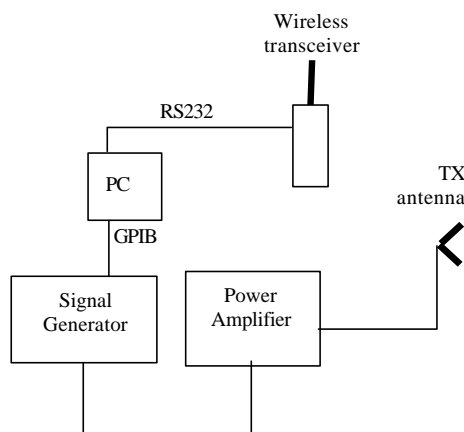 Wireless
transceiver
RS232
PC
TX
antenna
GPIB
Signal
Generator
Power
Amplifier